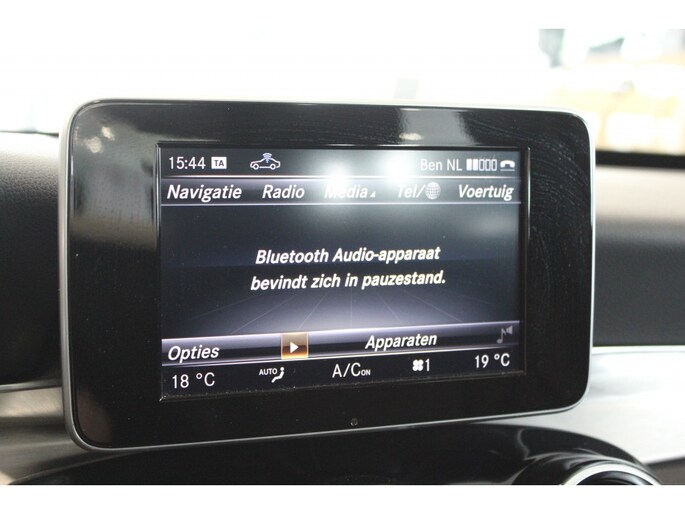 15:44 TA Ben NL
Navigatie Radio Media Tel/ Voertuig
Bluetooth Audio-apparaat
bevindt zich in pauzestand.
Opties Apparaten
18 °C AUTO A/C ON 1 19 °C